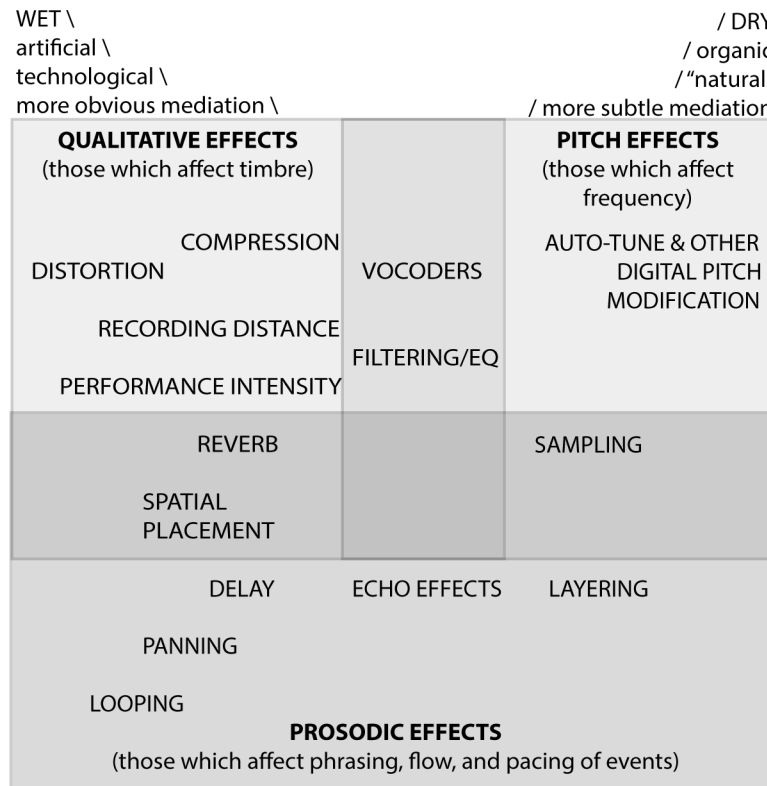 WET \
artificial \
technological \
more obvious mediation \
/ DRY
/ organic
/ “natural
/ more subtle mediation
QUALITATIVE EFFECTS
(those which affect timbre)
PITCH EFFECTS
(those which affect
frequency)
COMPRESSION
DISTORTION
RECORDING DISTANCE
PERFORMANCE INTENSITY
VOCODERS
FILTERING/EQ
AUTO-TUNE & OTHER
DIGITAL PITCH
MODIFICATION
REVERB
SPATIAL
PLACEMENT
SAMPLING
DELAY
ECHO EFFECTS
LAYERING
PANNING
LOOPING
PROSODIC EFFECTS
(those which affect phrasing, flow, and pacing of events)